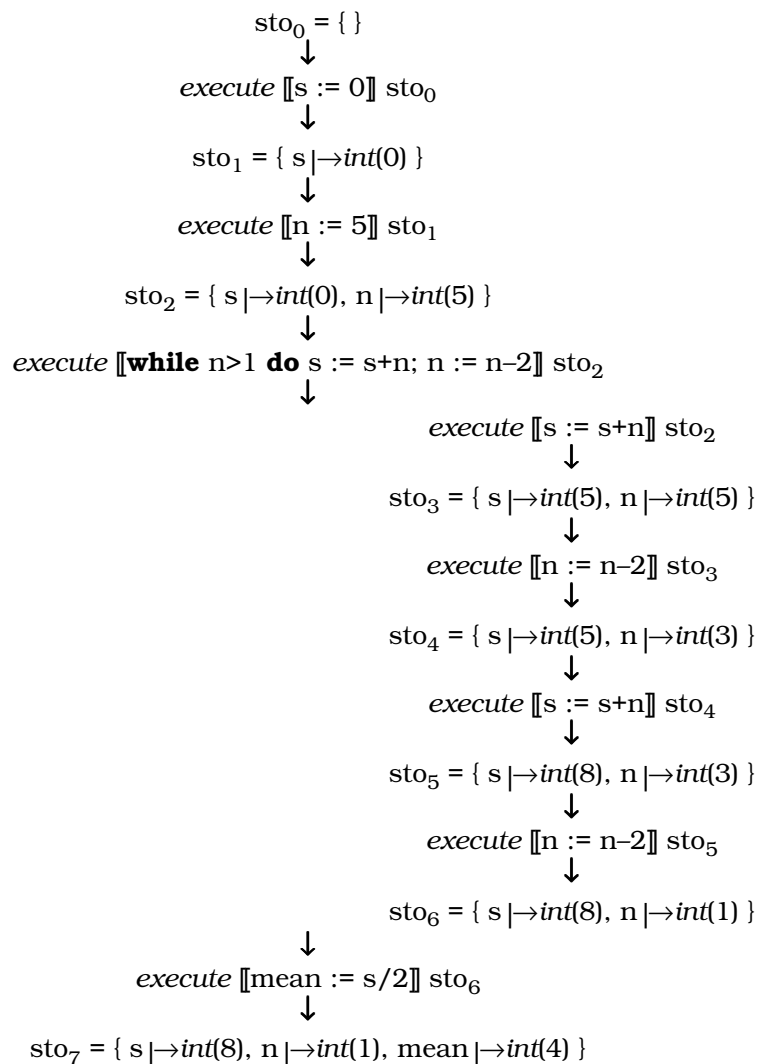 sto₀ = { }
↓
execute ⟦s := 0⟧ sto₀
↓
sto₁ = { s |→int(0) }
↓
execute ⟦n := 5⟧ sto₁
↓
sto₂ = { s |→int(0), n |→int(5) }
↓
execute ⟦while n>1 do s := s+n; n := n–2⟧ sto₂
↓
execute ⟦s := s+n⟧ sto₂
↓
sto₃ = { s |→int(5), n |→int(5) }
↓
execute ⟦n := n–2⟧ sto₃
↓
sto₄ = { s |→int(5), n |→int(3) }
↓
execute ⟦s := s+n⟧ sto₄
↓
sto₅ = { s |→int(8), n |→int(3) }
↓
execute ⟦n := n–2⟧ sto₅
↓
sto₆ = { s |→int(8), n |→int(1) }
↓
execute ⟦mean := s/2⟧ sto₆
↓
sto₇ = { s |→int(8), n |→int(1), mean |→int(4) }